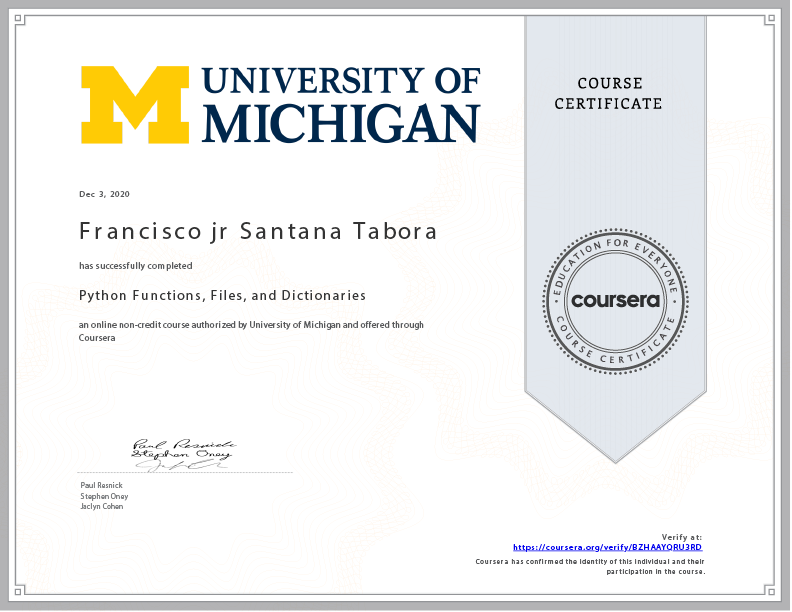 M UNIVERSITY OF
MICHIGAN
COURSE
CERTIFICATE
Dec 3, 2020
Francisco jr Santana Tabora
has successfully completed
Python Functions, Files, and Dictionaries
an online non-credit course authorized by University of Michigan and offered through
Coursera
EDUCATION FOR EVERYONE
coursera
COURSE CERTIFICATE
Paul Resnick
Stephen Oney
Paul Resnick
Stephen Oney
Jaclyn Cohen
Verify at:
https://coursera.org/verify/BZHAAYQRU3RD
Coursera has confirmed the identity of this individual and their
participation in the course.